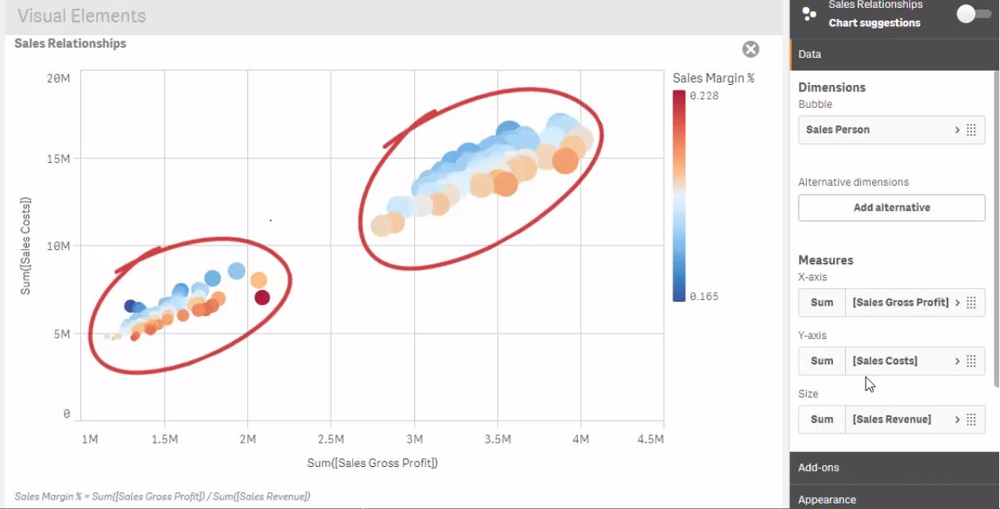 Visual Elements
Sales Relationships
20M
15M
10M
5M
0
Sum([Sales Costs])
1M 1.5M 2M 2.5M 3M 3.5M 4M 4.5M
Sum([Sales Gross Profit])
Sales Margin % = Sum([Sales Gross Profit]) / Sum([Sales Revenue])
Sales Margin %
0.228
0.165
Sales Relationships
Chart suggestions
Data
Dimensions
Bubble
Sales Person
Alternative dimensions
Add alternative
Measures
X-axis
Sum [Sales Gross Profit]
Y-axis
Sum [Sales Costs]
Size
Sum [Sales Revenue]
Add-ons
Appearance